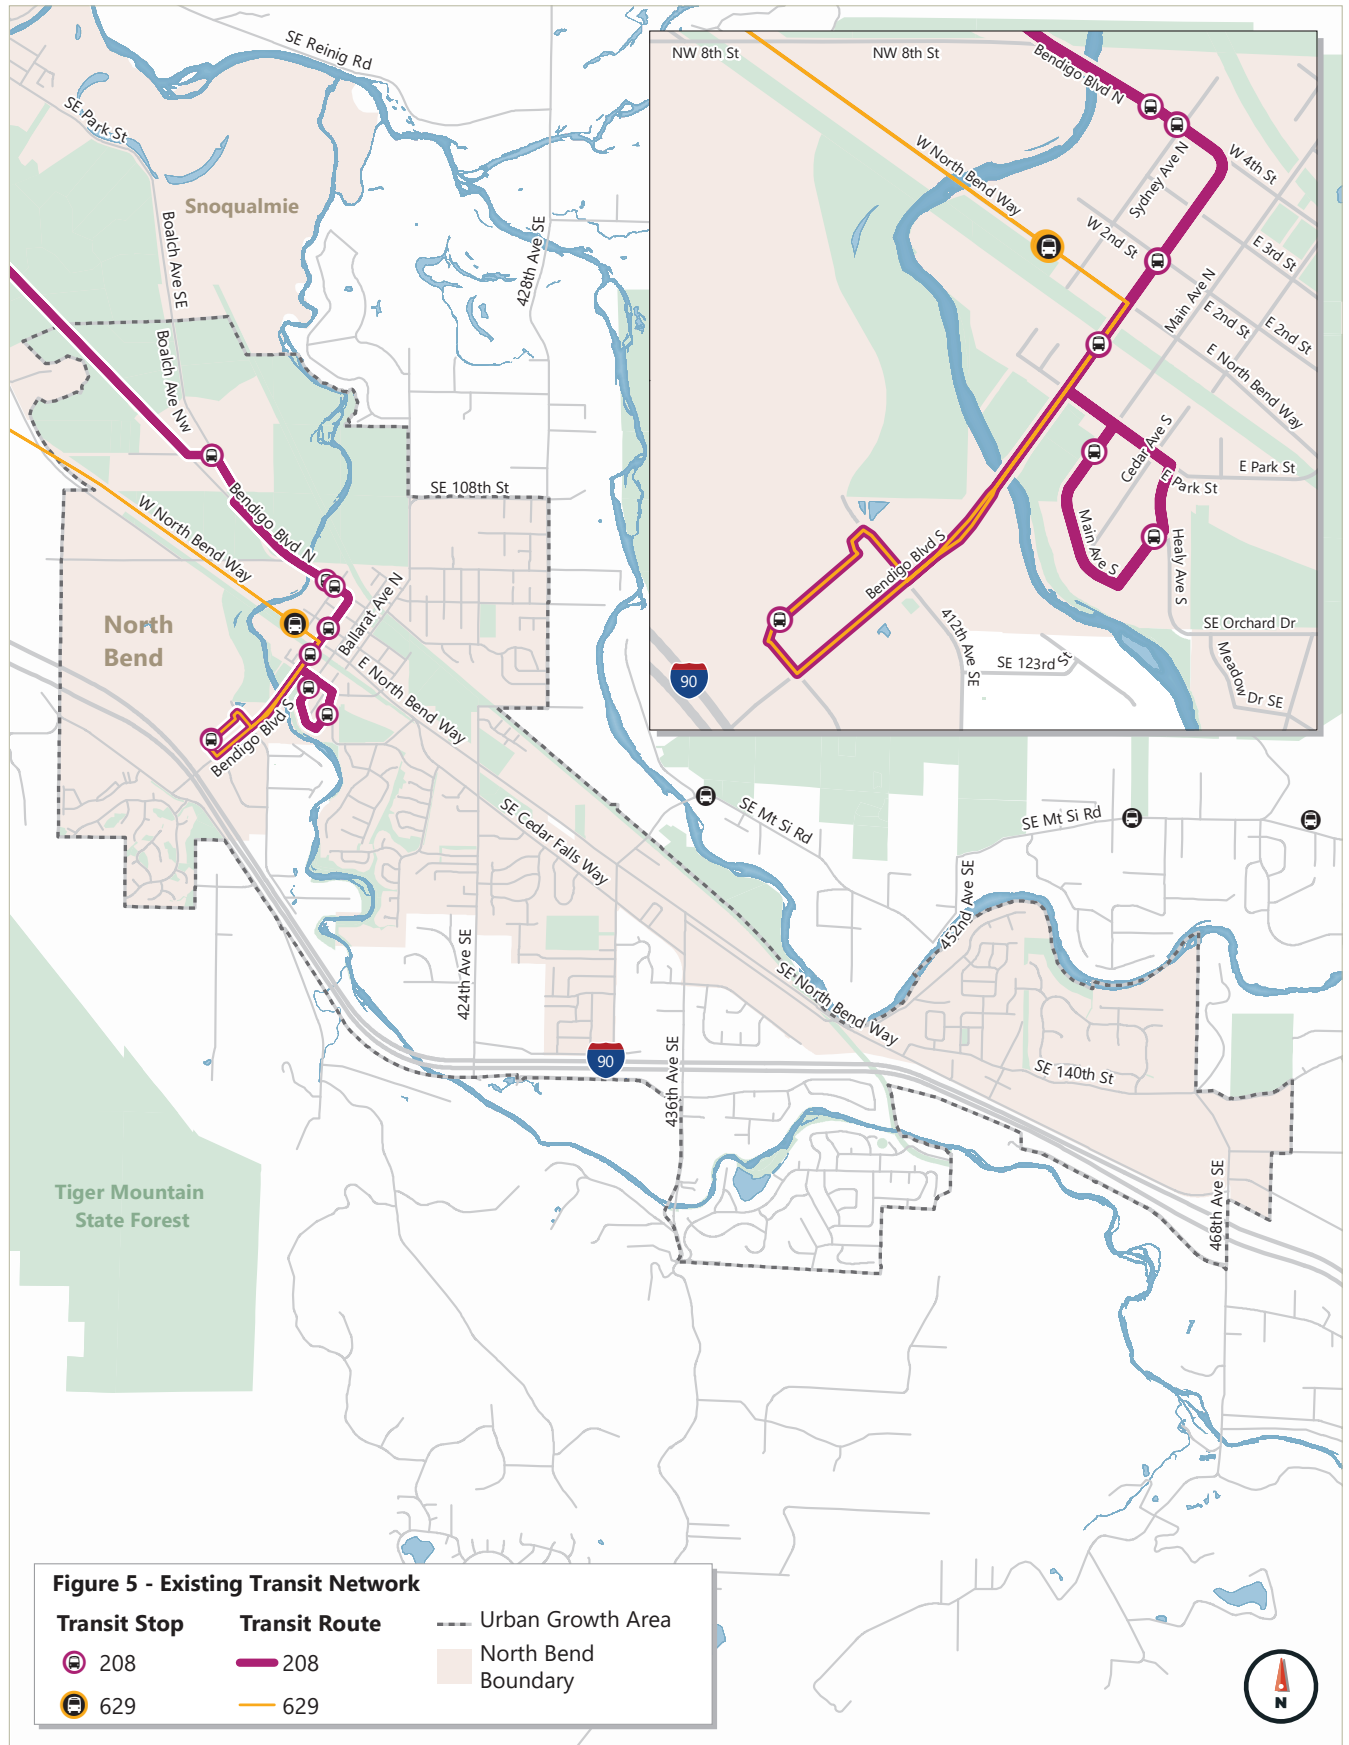 SE Reinig Rd
SE Park St
Snoqualmie
Boalch Ave SE
428th Ave SE
Boalch Ave NW
SE 108th St
Bendigo Blvd N
W North Bend Way
North
Bend
Ballarat Ave N
E North Bend Way
Bendigo Blvd S
SE Cedar Falls Way
SE Mt Si Rd
SE Mt Si Rd
452nd Ave SE
424th Ave SE
SE North Bend Way
90
436th Ave SE
SE 140th St
468th Ave SE
Tiger Mountain
State Forest
NW 8th St
NW 8th St
Bendigo Blvd N
W North Bend Way
Sydney Ave N
W 4th St
W 2nd St
E 3rd St
Main Ave N
E 2nd St
E 2nd St
E North Bend Way
Cedar Ave S
E Park St
E Park St
Main Ave S
Healy Ave S
Bendigo Blvd S
412th Ave SE
SE Orchard Dr
SE 123rd St
Meadow
Dr SE
90
Figure 5 - Existing Transit Network
Transit Stop
Transit Route
208
629
208
629
Urban Growth Area
North Bend
Boundary
N